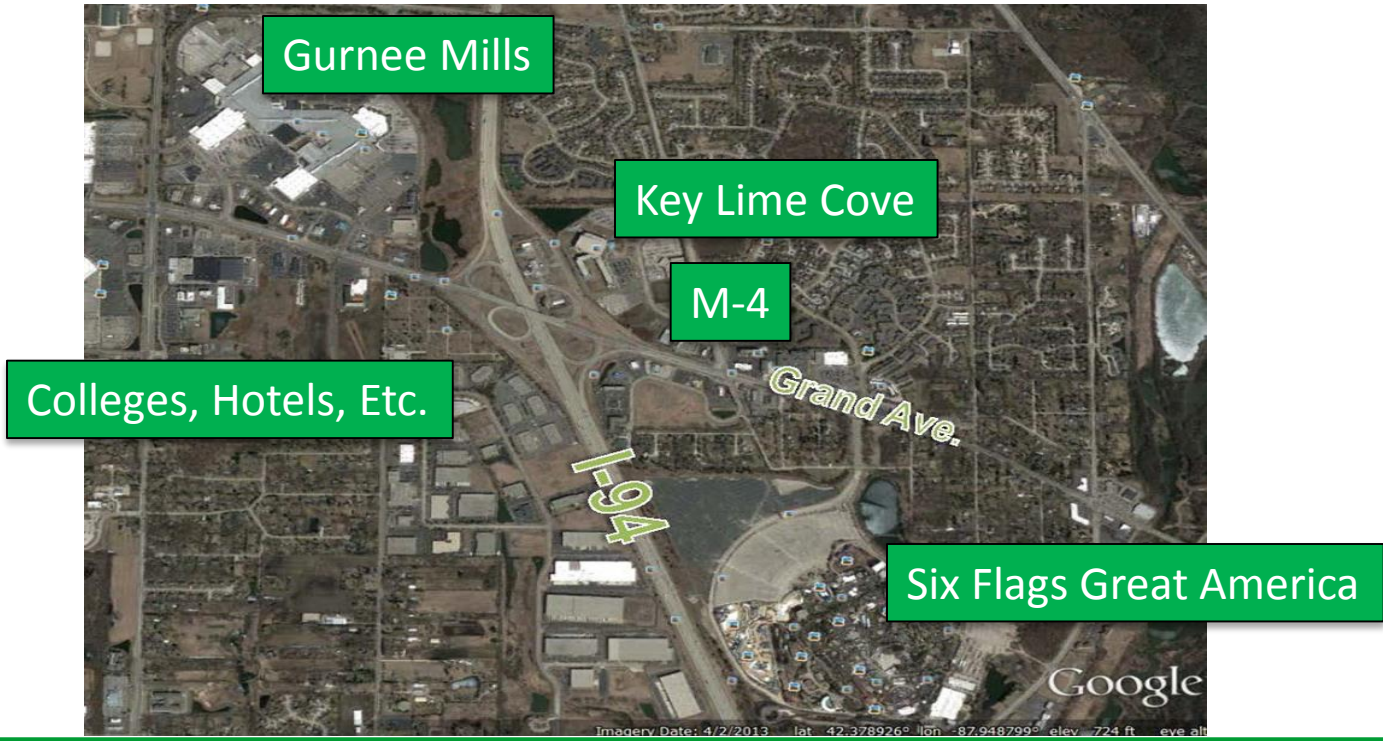 Gurnee Mills
Key Lime Cove
M-4
Colleges, Hotels, Etc.
Grand Ave.
I-94
Six Flags Great America
Google
Imagery Date: 4/2/2013 lat 42.378926° lon -87.948799° elev 724 ft eye alt